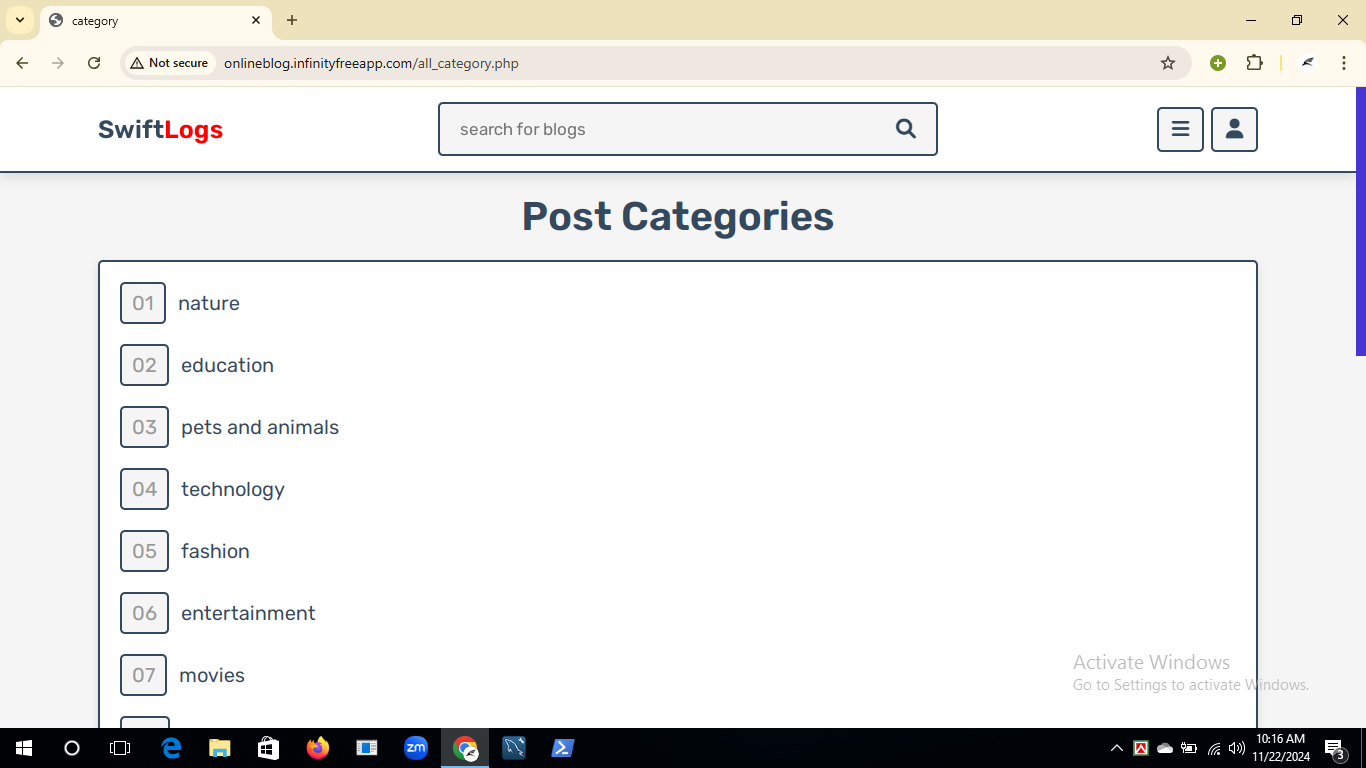 category
Not secure
onlineblog.infinityfreeapp.com/all_category.php
SwiftLogs
search for blogs
Post Categories
01 nature
02 education
03 pets and animals
04 technology
05 fashion
06 entertainment
07 movies
Activate Windows
Go to Settings to activate Windows.
zm
10:16 AM
11/22/2024
3